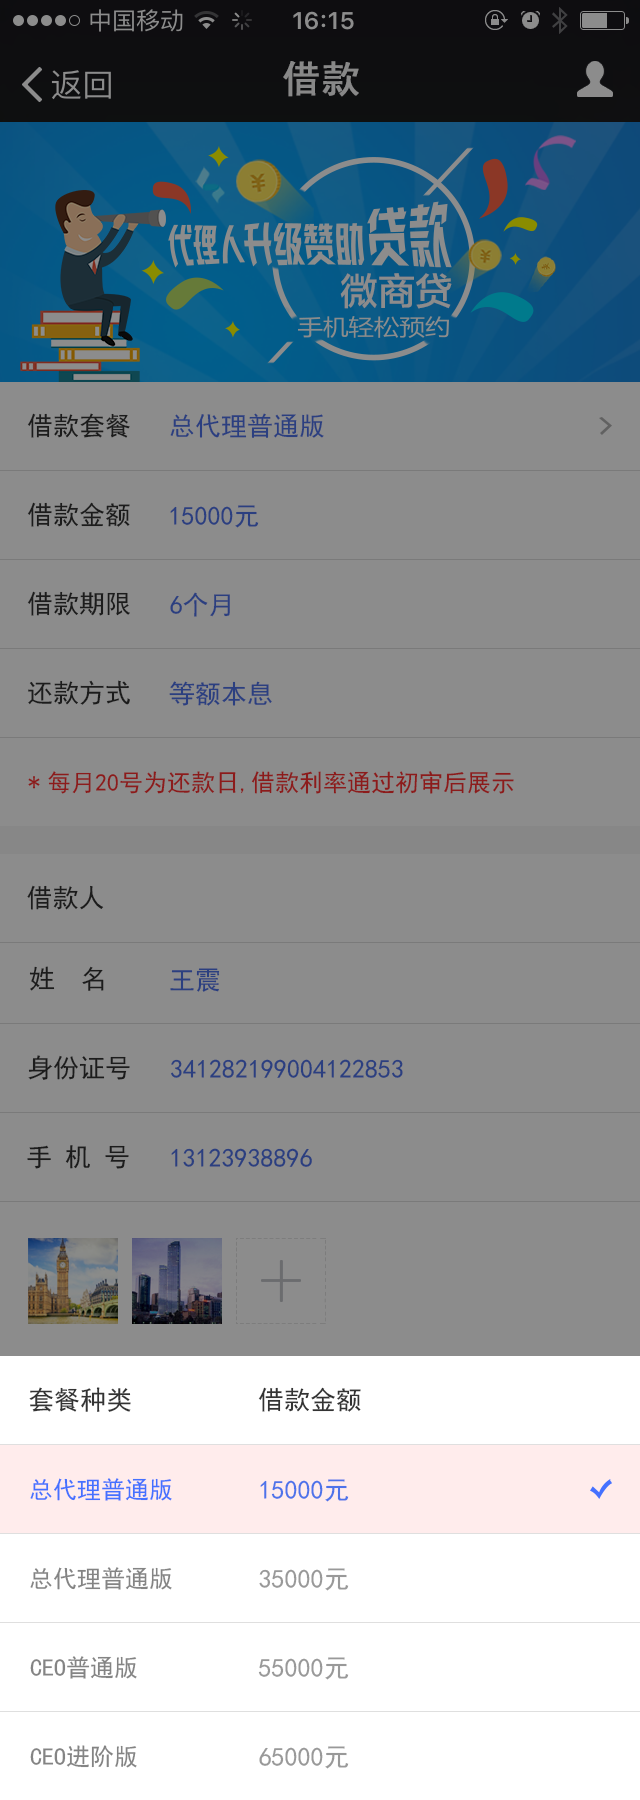 中国移动 16:15
返回 借款
代理人升级赞助贷款
微商贷
手机轻松预约
借款套餐 总代理普通版
借款金额 15000元
借款期限 6个月
还款方式 等额本息
* 每月20号为还款日,借款利率通过初审后展示
借款人
姓 名 王震
身份证号 341282199004122853
手 机 号 13123938896
套餐种类 借款金额
总代理普通版 15000元
总代理普通版 35000元
CEO普通版 55000元
CEO进阶版 65000元